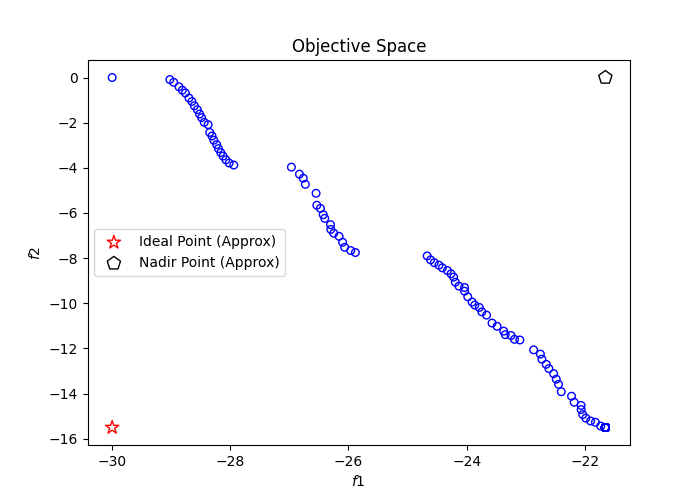 Objective Space
0
−2
−4
−6
−8
−10
−12
−14
−16
f2
Ideal Point (Approx)
Nadir Point (Approx)
−30
−28
−26
−24
−22
f1